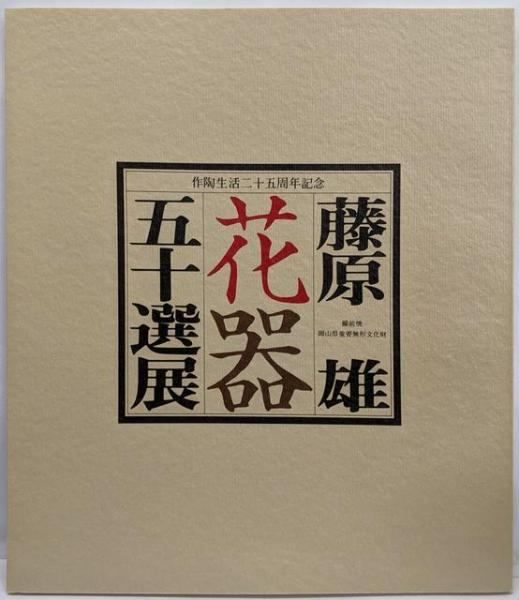 作陶生活二十五周年記念
藤原 雄
備前焼
岡山県重要無形文化財
花器
五十選展